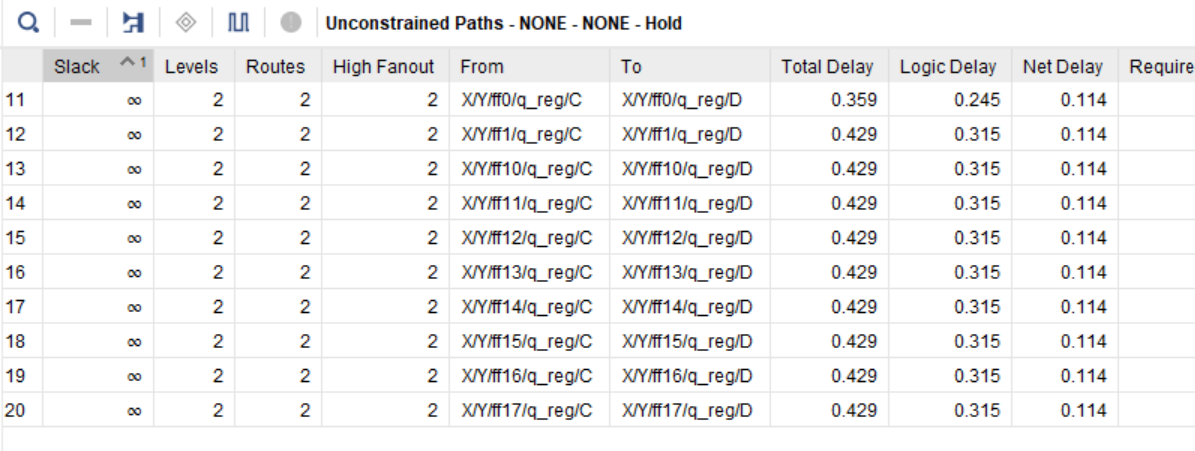 Unconstrained Paths - NONE - NONE - Hold
Slack ^ 1 Levels Routes High Fanout From To Total Delay Logic Delay Net Delay Require
11 ∞ 2 2 2 X/Y/ff0/q_reg/C X/Y/ff0/q_reg/D 0.359 0.245 0.114
12 ∞ 2 2 2 X/Y/ff1/q_reg/C X/Y/ff1/q_reg/D 0.429 0.315 0.114
13 ∞ 2 2 2 X/Y/ff10/q_reg/C X/Y/ff10/q_reg/D 0.429 0.315 0.114
14 ∞ 2 2 2 X/Y/ff11/q_reg/C X/Y/ff11/q_reg/D 0.429 0.315 0.114
15 ∞ 2 2 2 X/Y/ff12/q_reg/C X/Y/ff12/q_reg/D 0.429 0.315 0.114
16 ∞ 2 2 2 X/Y/ff13/q_reg/C X/Y/ff13/q_reg/D 0.429 0.315 0.114
17 ∞ 2 2 2 X/Y/ff14/q_reg/C X/Y/ff14/q_reg/D 0.429 0.315 0.114
18 ∞ 2 2 2 X/Y/ff15/q_reg/C X/Y/ff15/q_reg/D 0.429 0.315 0.114
19 ∞ 2 2 2 X/Y/ff16/q_reg/C X/Y/ff16/q_reg/D 0.429 0.315 0.114
20 ∞ 2 2 2 X/Y/ff17/q_reg/C X/Y/ff17/q_reg/D 0.429 0.315 0.114